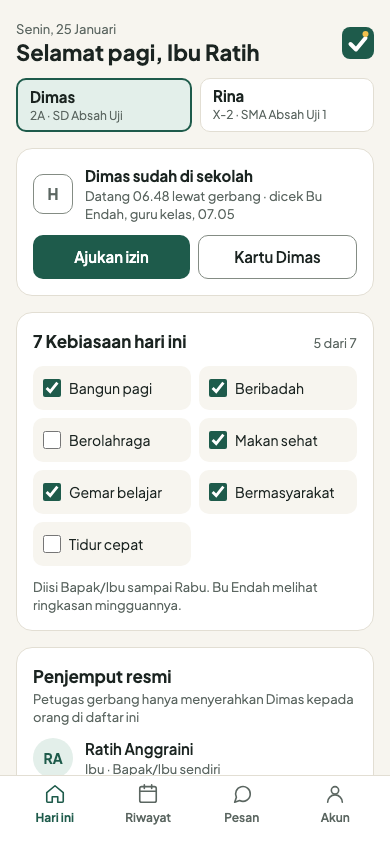 Senin, 25 Januari
Selamat pagi, Ibu Ratih
Dimas
2A · SD Absah Uji
Rina
X-2 · SMA Absah Uji 1
H
Dimas sudah di sekolah
Datang 06.48 lewat gerbang · dicek Bu
Endah, guru kelas, 07.05
Ajukan izin
Kartu Dimas
7 Kebiasaan hari ini
5 dari 7
Bangun pagi
Beribadah
Berolahraga
Makan sehat
Gemar belajar
Bermasyarakat
Tidur cepat
Diisi Bapak/Ibu sampai Rabu. Bu Endah melihat
ringkasan mingguannya.
Penjemput resmi
Petugas gerbang hanya menyerahkan Dimas kepada
orang di daftar ini
RA
Ratih Anggraini
Ibu · Bapak/Ibu sendiri
Hari ini
Riwayat
Pesan
Akun